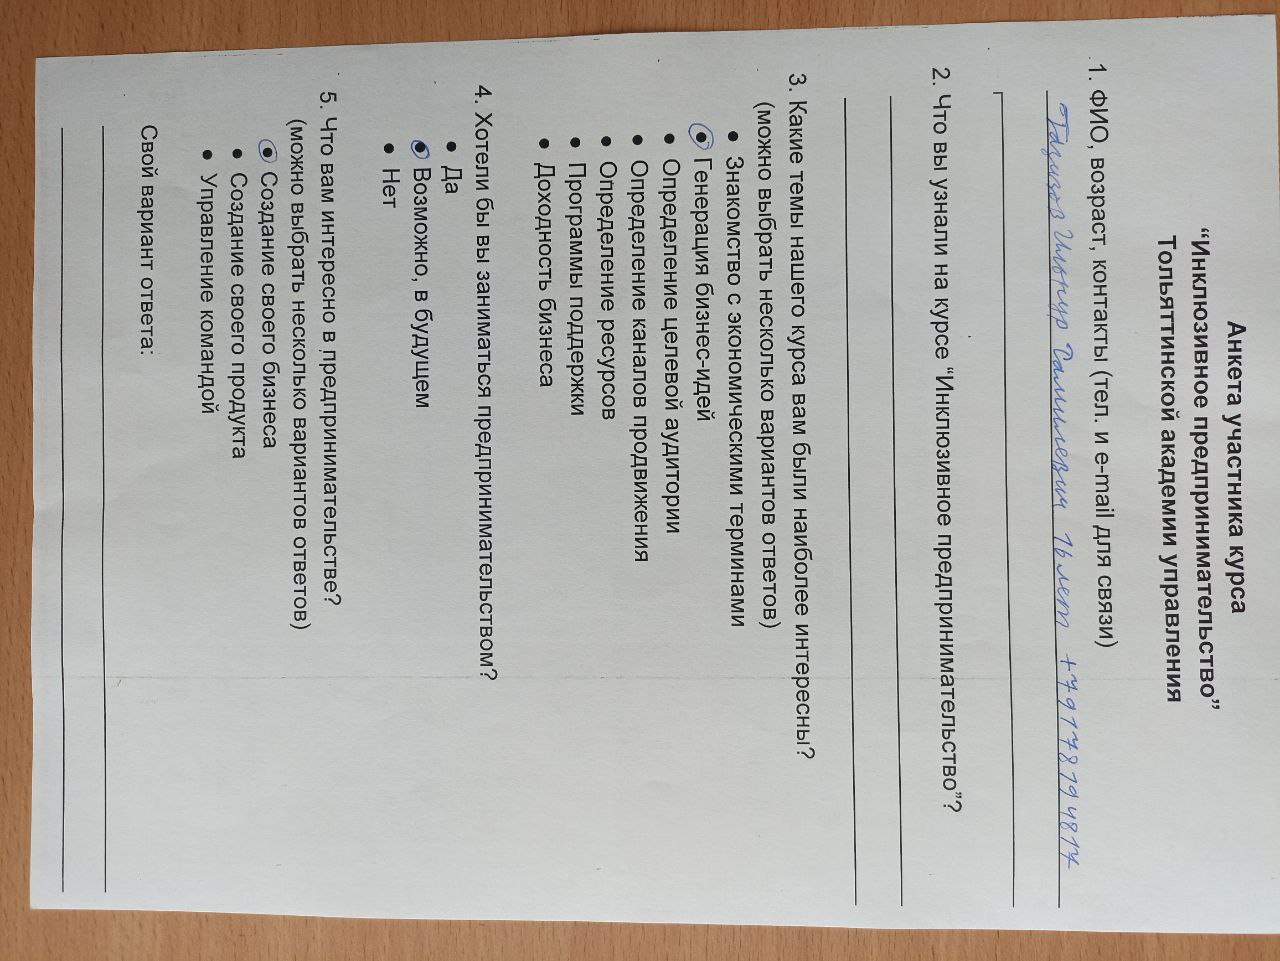 Анкета участника курса
“Инклюзивное предпринимательство”
Тольяттинской академии управления
1. ФИО, возраст, контакты (тел. и e-mail для связи)
Тагизов Ильнур Рамилевич 16 лет +79178794817
2. Что вы узнали на курсе “Инклюзивное предпринимательство”?
3. Какие темы нашего курса вам были наиболее интересны?
(можно выбрать несколько вариантов ответов)
● Знакомство с экономическими терминами
● Генерация бизнес-идей
● Определение целевой аудитории
● Определение каналов продвижения
● Определение ресурсов
● Программы поддержки
● Доходность бизнеса
4. Хотели бы вы заниматься предпринимательством?
● Да
● Возможно, в будущем
● Нет
5. Что вам интересно в предпринимательстве?
(можно выбрать несколько вариантов ответов)
● Создание своего бизнеса
● Создание своего продукта
● Управление командой
Свой вариант ответа: